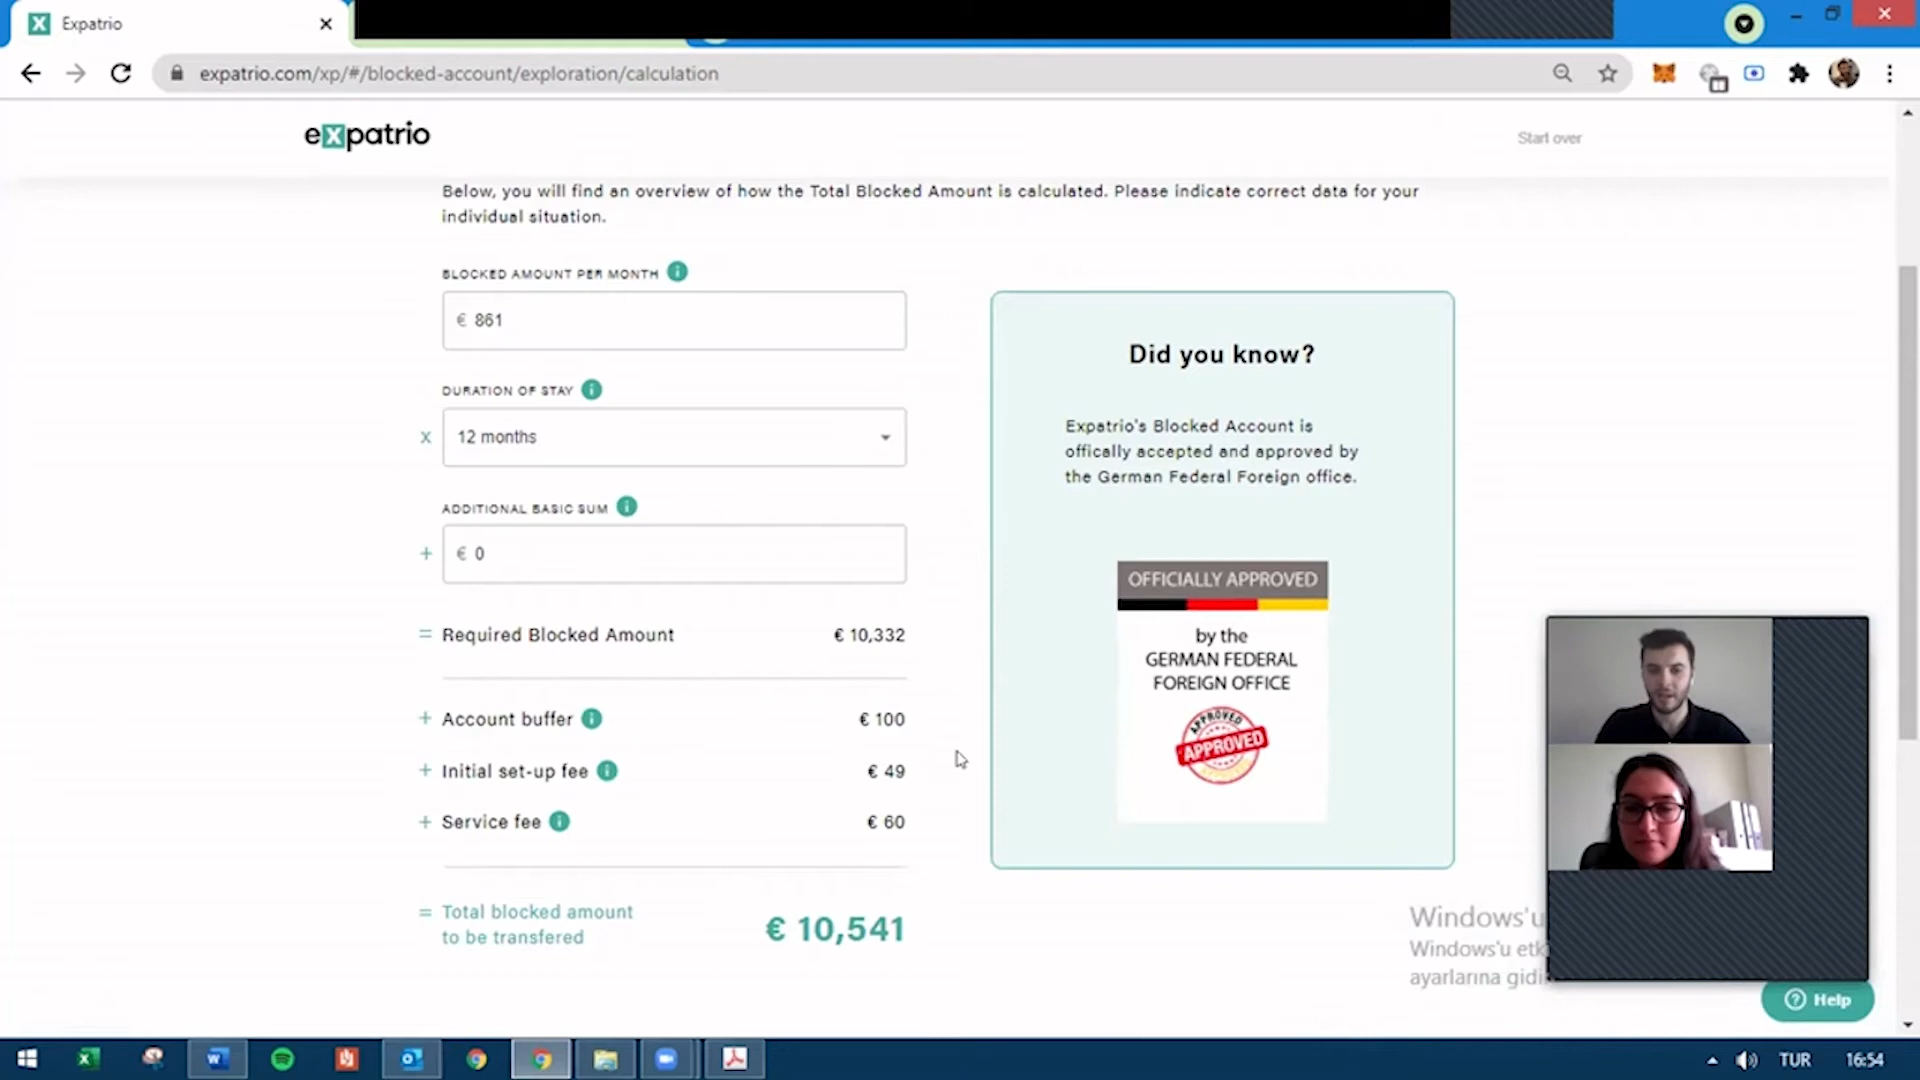 Expatrio
expatrio.com/xp/#/blocked-account/exploration/calculation
expatrio
Start over
Below, you will find an overview of how the Total Blocked Amount is calculated. Please indicate correct data for your
individual situation.
BLOCKED AMOUNT PER MONTH
€ 861
DURATION OF STAY
x 12 months
ADDITIONAL BASIC SUM
+ € 0
= Required Blocked Amount € 10,332
+ Account buffer € 100
+ Initial set-up fee € 49
+ Service fee € 60
= Total blocked amount
to be transfered
€ 10,541
Did you know?
Expatrio's Blocked Account is
offically accepted and approved by
the German Federal Foreign office.
OFFICIALLY APPROVED
by the
GERMAN FEDERAL
FOREIGN OFFICE
APPROVED
APPROVED
Windows'u
Windows'u etki
ayarlarına gidi
Help
TUR 16:54